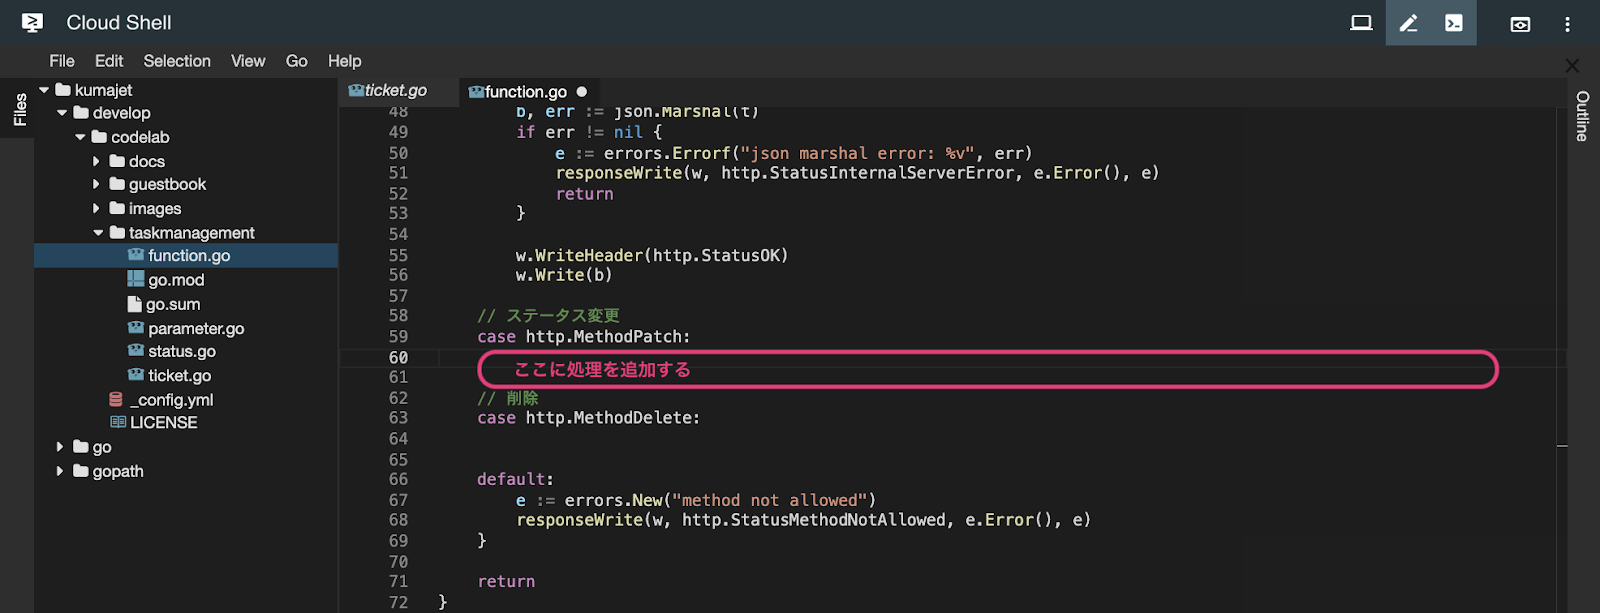 Cloud Shell
File Edit Selection View Go Help
Files
kumajet
develop
codelab
docs
guestbook
images
taskmanagement
function.go
go.mod
go.sum
parameter.go
status.go
ticket.go
_config.yml
LICENSE
go
gopath
ticket.go
function.go
48 b, err := json.Marshal(t)
49 if err != nil {
50 e := errors.Errorf("json marshal error: %v", err)
51 responseWrite(w, http.StatusInternalServerError, e.Error(), e)
52 return
53 }
54
55 w.WriteHeader(http.StatusOK)
56 w.Write(b)
57
58 // ステータス変更
59 case http.MethodPatch:
60
ここに処理を追加する
61
62 // 削除
63 case http.MethodDelete:
64
65
66 default:
67 e := errors.New("method not allowed")
68 responseWrite(w, http.StatusMethodNotAllowed, e.Error(), e)
69 }
70
71 return
72 }
Outline